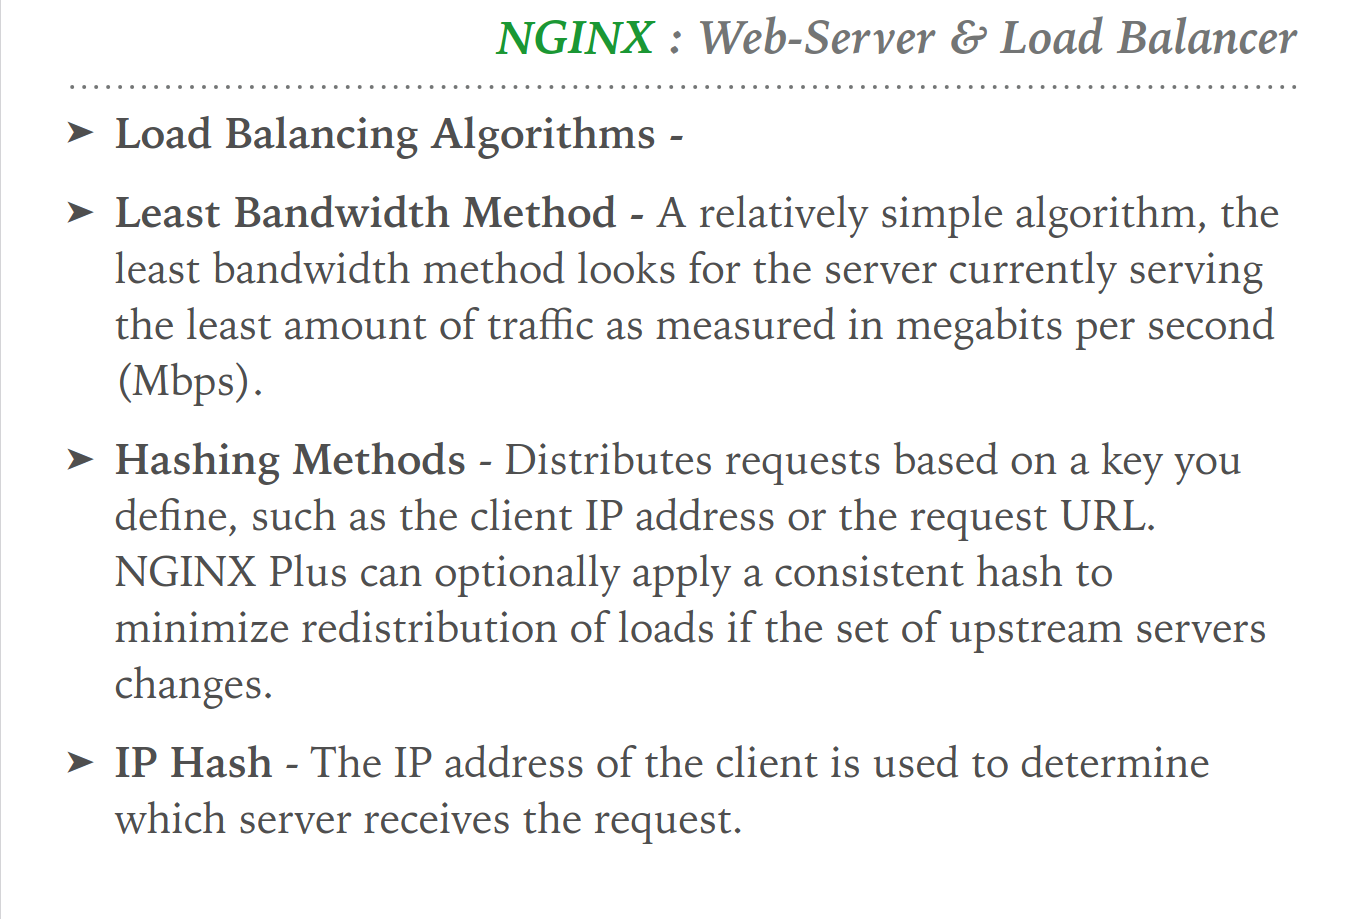 NGINX : Web-Server & Load Balancer
➤ Load Balancing Algorithms -
➤ Least Bandwidth Method - A relatively simple algorithm, the
least bandwidth method looks for the server currently serving
the least amount of traffic as measured in megabits per second
(Mbps).
➤ Hashing Methods - Distributes requests based on a key you
define, such as the client IP address or the request URL.
NGINX Plus can optionally apply a consistent hash to
minimize redistribution of loads if the set of upstream servers
changes.
➤ IP Hash - The IP address of the client is used to determine
which server receives the request.